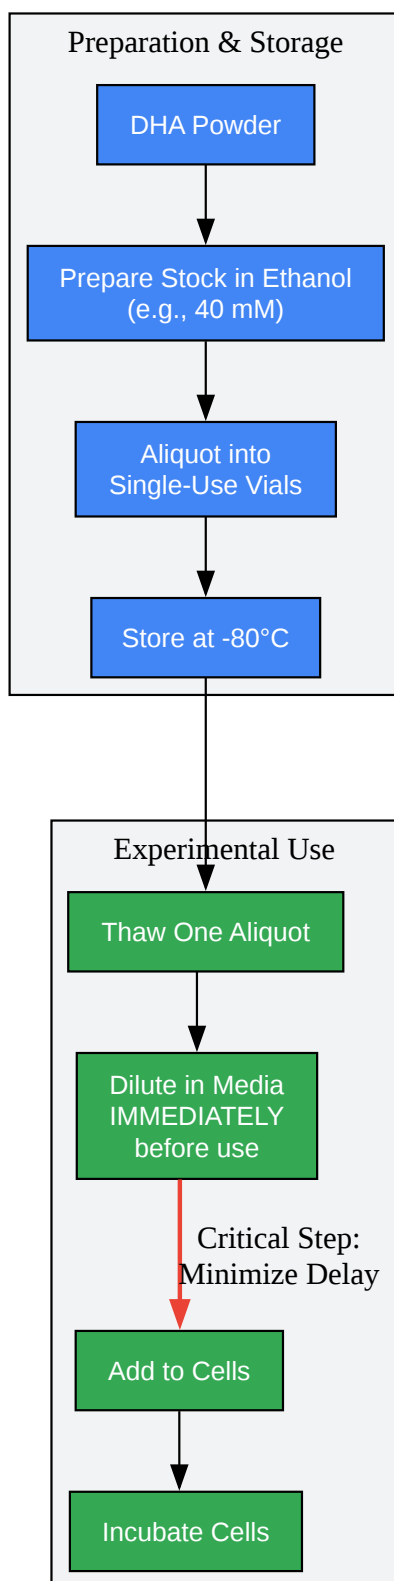 Preparation & Storage
DHA Powder
Prepare Stock in Ethanol
(e.g., 40 mM)
Aliquot into
Single-Use Vials
Store at -80°C
Experimental Use
Thaw One Aliquot
Dilute in Media
IMMEDIATELY
before use
Critical Step:
Minimize Delay
Add to Cells
Incubate Cells